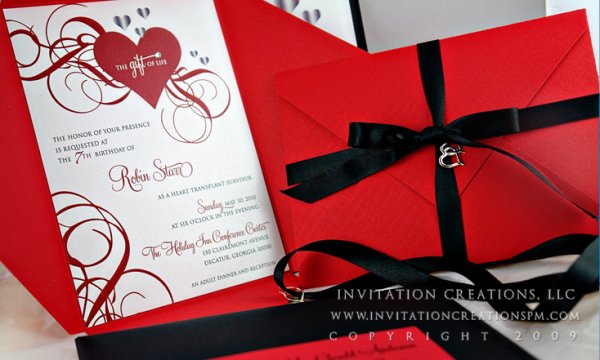 THE gift OF LIFE
THE HONOR OF YOUR PRESENCE
IS REQUESTED AT
THE 7th BIRTHDAY OF
Robin Starr
AS A HEART TRANSPLANT SURVIVOR
Sunday, MAY 30, 2010
AT SIX O'CLOCK IN THE EVENING
The Holiday Inn Conference Center
130 CLAIREMONT AVENUE
DECATUR, GEORGIA 30030
AN ADULT DINNER AND RECEPTION
INVITATION CREATIONS, LLC
WWW.INVITATIONCREATIONSPM.COM
COPYRIGHT 2009